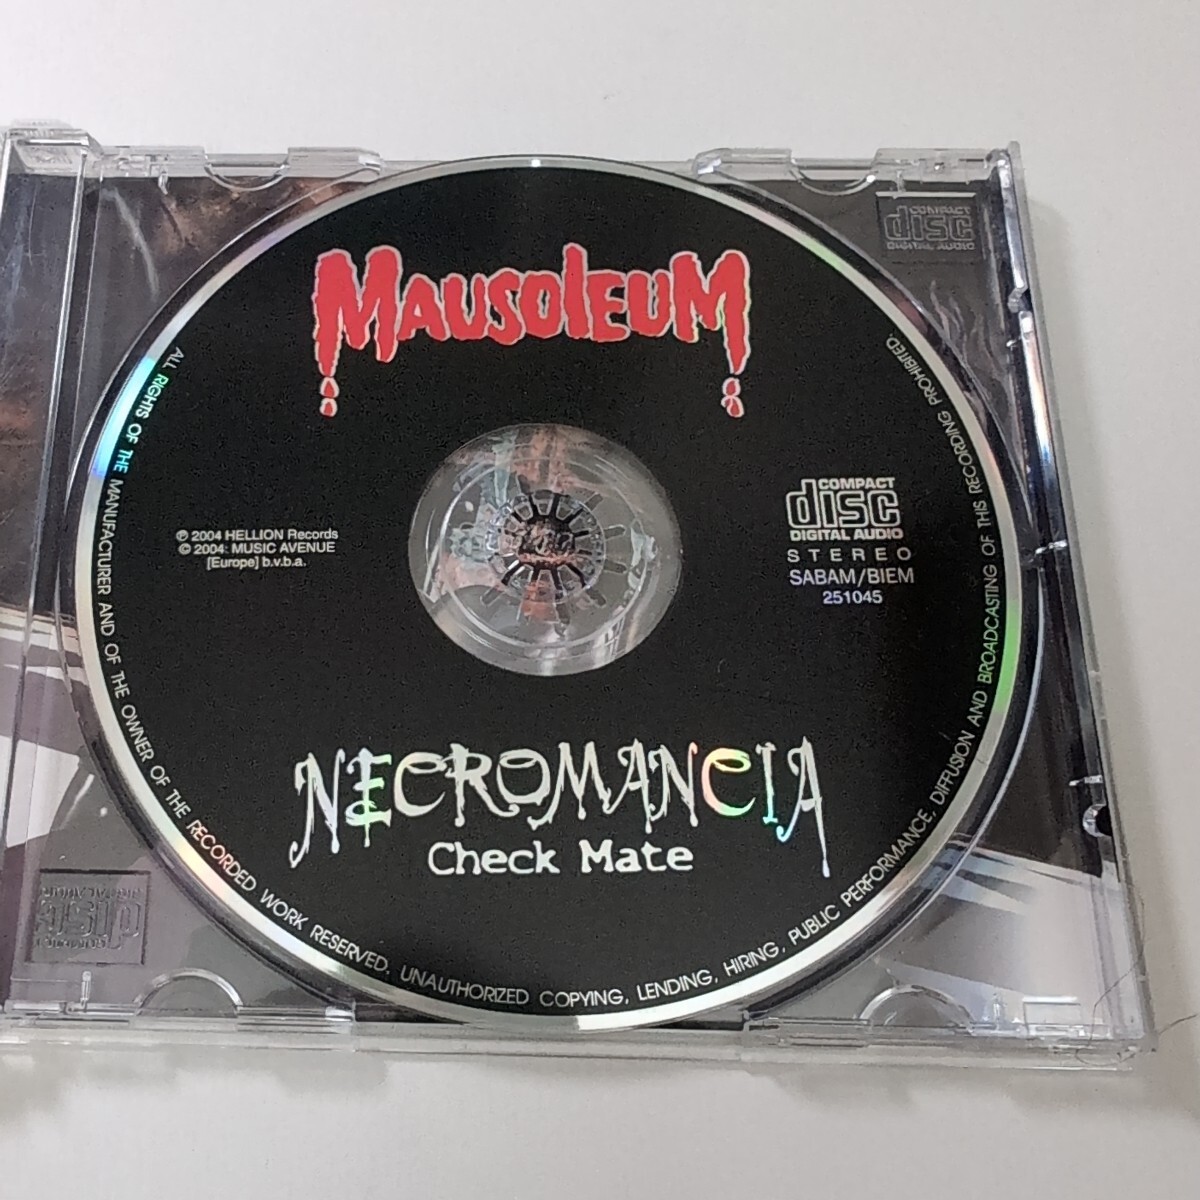 MAUSOLEUM
℗ 2004 HELLION Records
© 2004: MUSIC AVENUE
[Europe] b.v.b.a.
COMPACT
disc
DIGITAL AUDIO
STEREO
SABAM/BIEM
251045
NECROMANCIA
Check Mate
ALL RIGHTS OF THE MANUFACTURER AND OF THE OWNER OF THE RECORDED WORK RESERVED. UNAUTHORIZED COPYING, LENDING, HIRING, PUBLIC PERFORMANCE, DIFFUSION AND BROADCASTING OF THIS RECORDING PROHIBITED.
COMPACT
disc
DIGITAL AUDIO